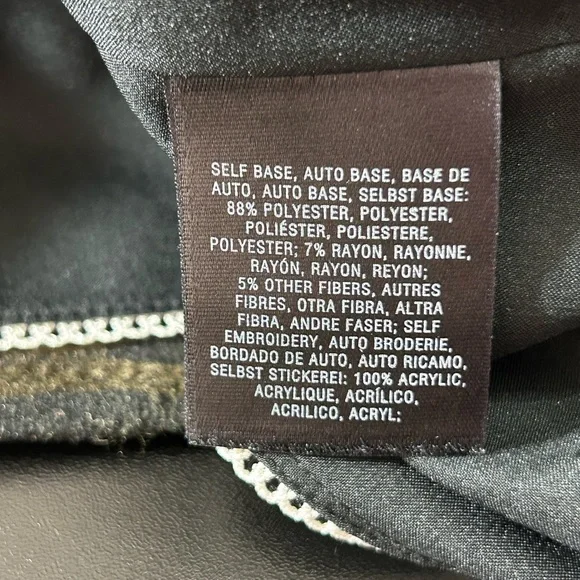 SELF BASE, AUTO BASE, BASE DE
AUTO, AUTO BASE, SELBST BASE:
88% POLYESTER, POLYESTER,
POLIÉSTER, POLIESTERE,
POLYESTER; 7% RAYON, RAYONNE,
RAYÓN, RAYON, REYON;
5% OTHER FIBERS, AUTRES
FIBRES, OTRA FIBRA, ALTRA
FIBRA, ANDRE FASER; SELF
EMBROIDERY, AUTO BRODERIE,
BORDADO DE AUTO, AUTO RICAMO,
SELBST STICKEREI: 100% ACRYLIC,
ACRYLIQUE, ACRÍLICO,
ACRILICO, ACRYL;